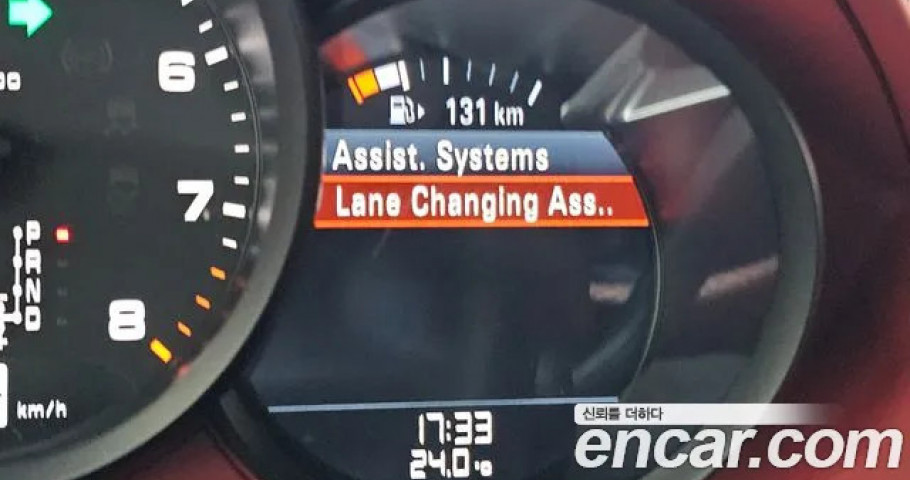 6
00
131 km
Assist. Systems
7
Lane Changing Ass..
P
R
N
D
8
km/h
17:33
24.0
신뢰를 더하다
encar.com